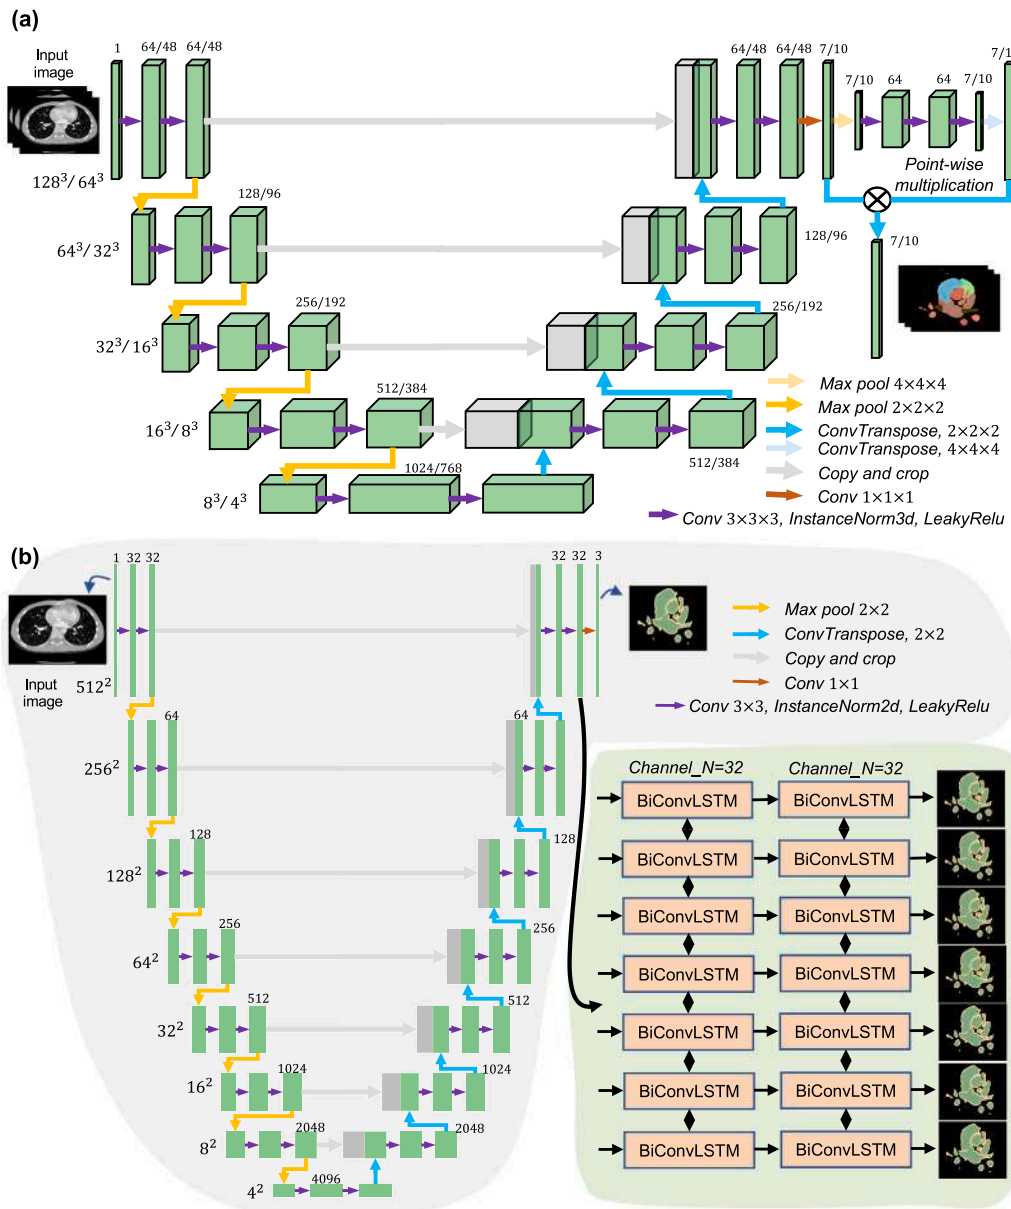 (a)
Input
image
1
64/48
64/48
64/48
64/48
7/10
7/10
64
64
7/10
7/1
128³/64³
Point-wise
multiplication
128/96
64³/32³
128/96
7/10
256/192
32³/16³
256/192
512/384
16³/8³
512/384
1024/768
8³/4³
Max pool 4×4×4
Max pool 2×2×2
ConvTranspose, 2×2×2
ConvTranspose, 4×4×4
Copy and crop
Conv 1×1×1
Conv 3×3×3, InstanceNorm3d, LeakyRelu
(b)
1 32 32
32 32 3
Input
image
512²
Max pool 2×2
ConvTranspose, 2×2
Copy and crop
Conv 1×1
Conv 3×3, InstanceNorm2d, LeakyRelu
64
64
256²
128
128
128²
256
256
64²
512
512
32²
1024
1024
16²
2048
2048
8²
4096
4²
Channel_N=32 Channel_N=32
BiConvLSTM BiConvLSTM
BiConvLSTM BiConvLSTM
BiConvLSTM BiConvLSTM
BiConvLSTM BiConvLSTM
BiConvLSTM BiConvLSTM
BiConvLSTM BiConvLSTM
BiConvLSTM BiConvLSTM